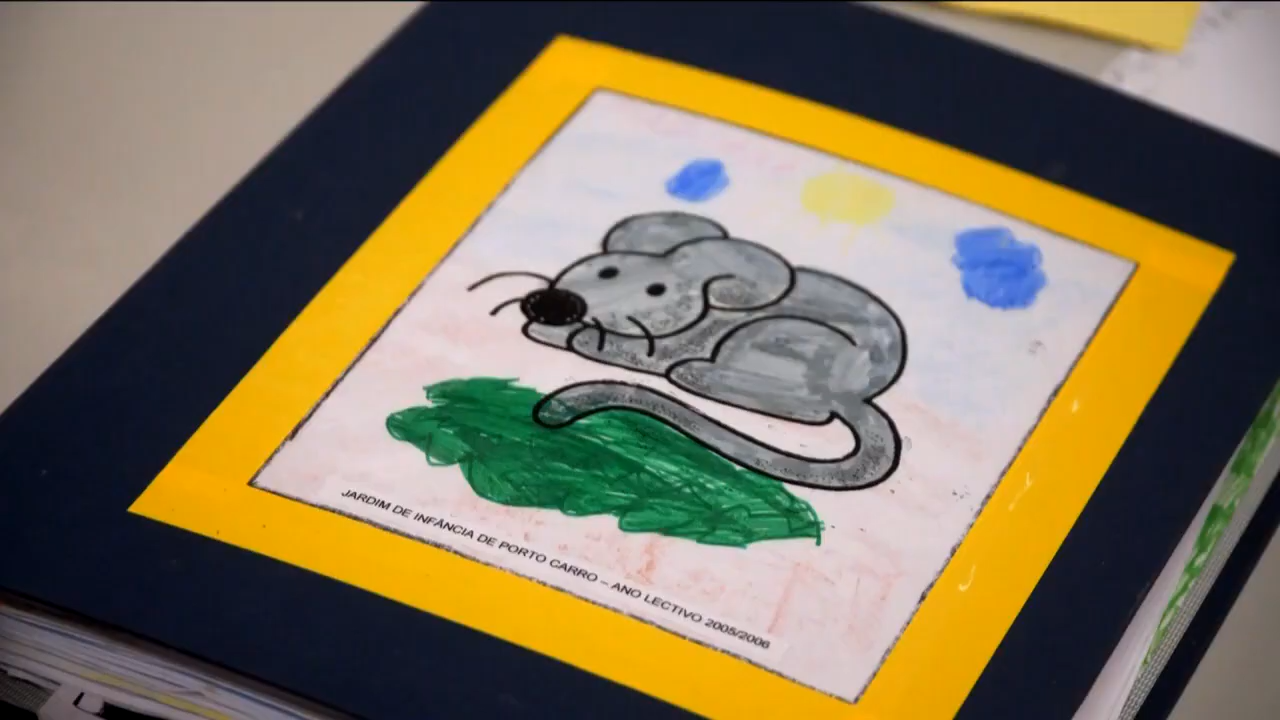 JARDIM DE INFÂNCIA DE PORTO CARRO – ANO LECTIVO 2005/2006